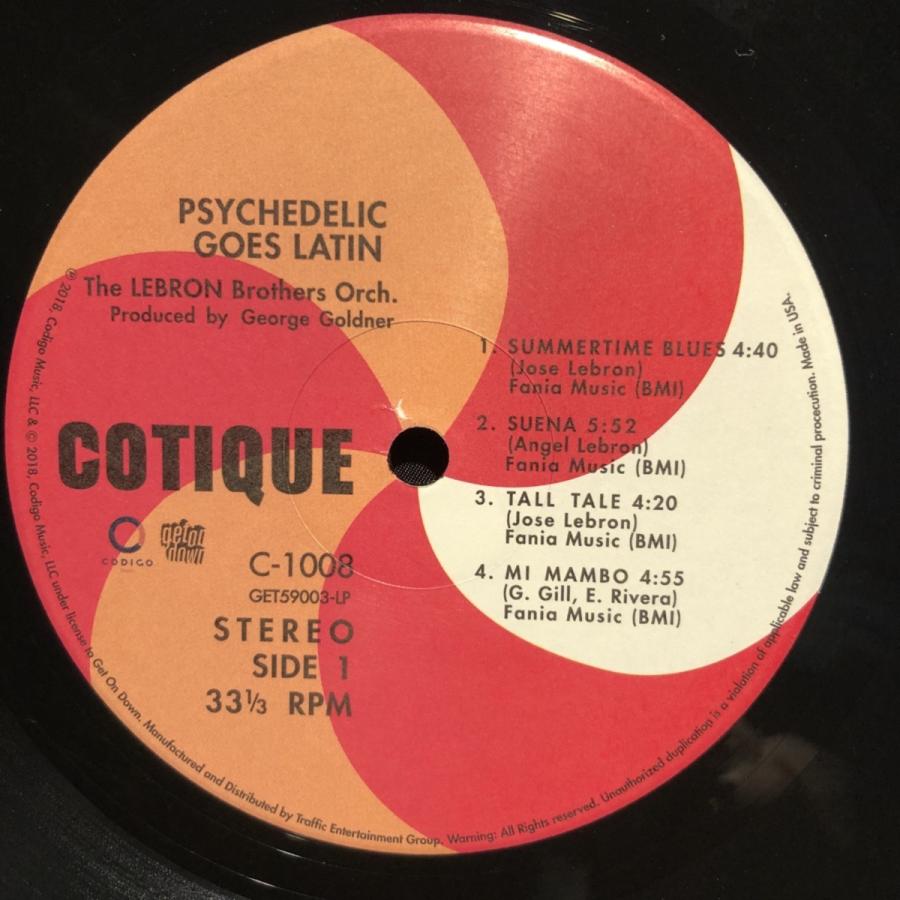 PSYCHEDELIC
GOES LATIN
The LEBRON Brothers Orch.
Produced by George Goldner
COTIQUE
CODIGO
get on
down
C-1008
GET59003-LP
STEREO
SIDE 1
33⅓ RPM
1. SUMMERTIME BLUES 4:40
(Jose Lebron)
Fania Music (BMI)
2. SUENA 5:52
(Angel Lebron)
Fania Music (BMI)
3. TALL TALE 4:20
(Jose Lebron)
Fania Music (BMI)
4. MI MAMBO 4:55
(G. Gill, E. Rivera)
Fania Music (BMI)
℗ 2018, Codigo Music, LLC & © 2018, Codigo Music, LLC under license to Get On Down. Manufactured and Distributed by Traffic Entertainment Group. Warning: All Rights reserved. Unauthorized duplication is a violation of applicable law and subject to criminal procecution. Made in USA.